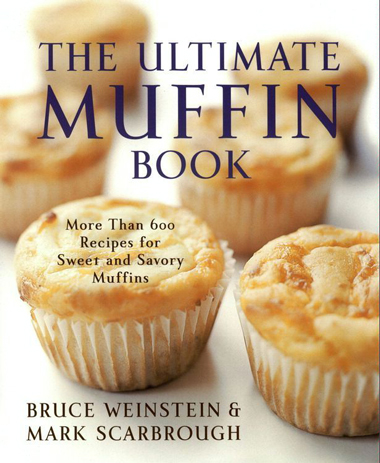 THE ULTIMATE
MUFFIN
BOOK
More Than 600
Recipes for
Sweet and Savory
Muffins
BRUCE WEINSTEIN &
MARK SCARBROUGH